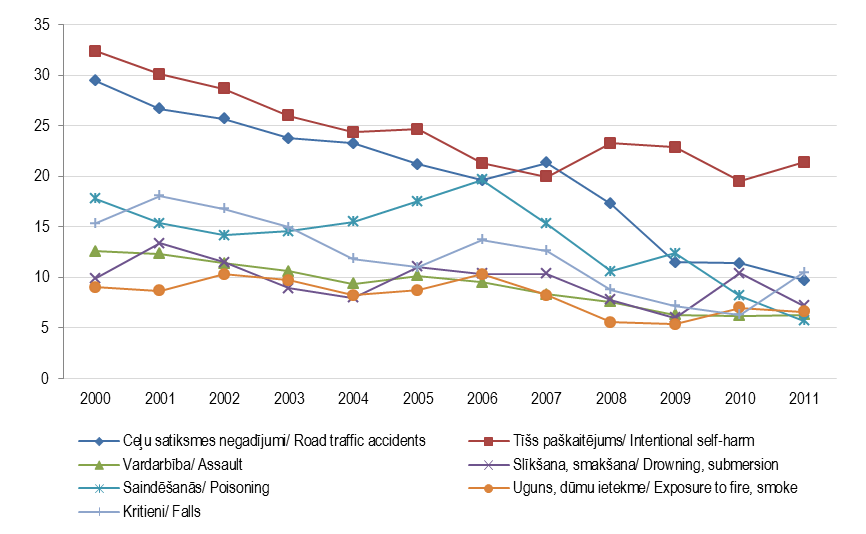 35
30
25
20
15
10
5
0
2000 2001 2002 2003 2004 2005 2006 2007 2008 2009 2010 2011
Ceļu satiksmes negadījumi/ Road traffic accidents
Tīšs paškaitējums/ Intentional self-harm
Vardarbība/ Assault
Slīkšana, smakšana/ Drowning, submersion
Saindēšanās/ Poisoning
Uguns, dūmu ietekme/ Exposure to fire, smoke
Kritieni/ Falls